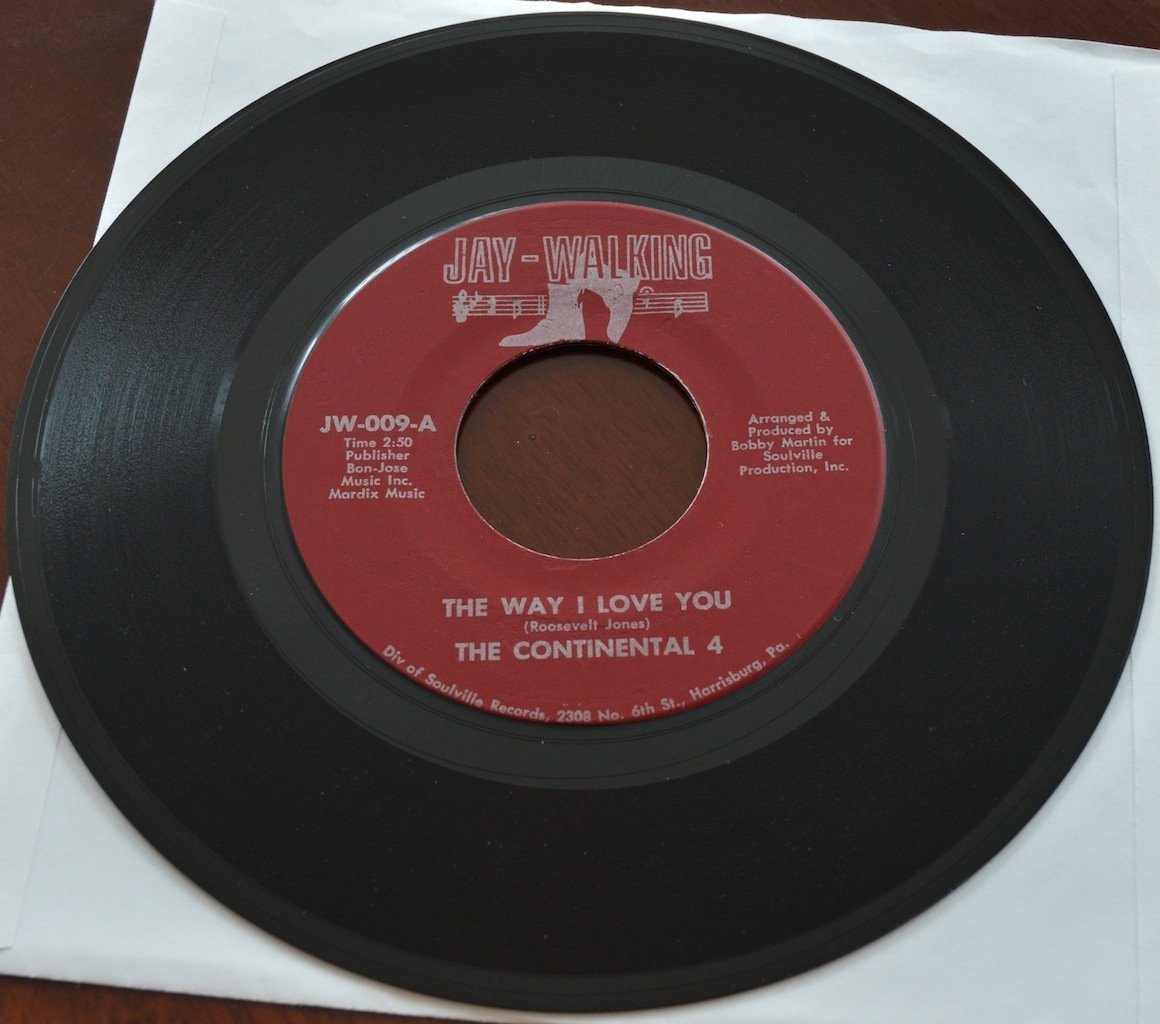 JAY-WALKING
JW-009-A
Time 2:50
Publisher
Bon-Jose
Music Inc.
Mardix Music
Arranged &
Produced by
Bobby Martin for
Soulville
Production, Inc.
THE WAY I LOVE YOU
(Roosevelt Jones)
THE CONTINENTAL 4
Div of Soulville Records, 2308 No. 6th St., Harrisburg, Pa.